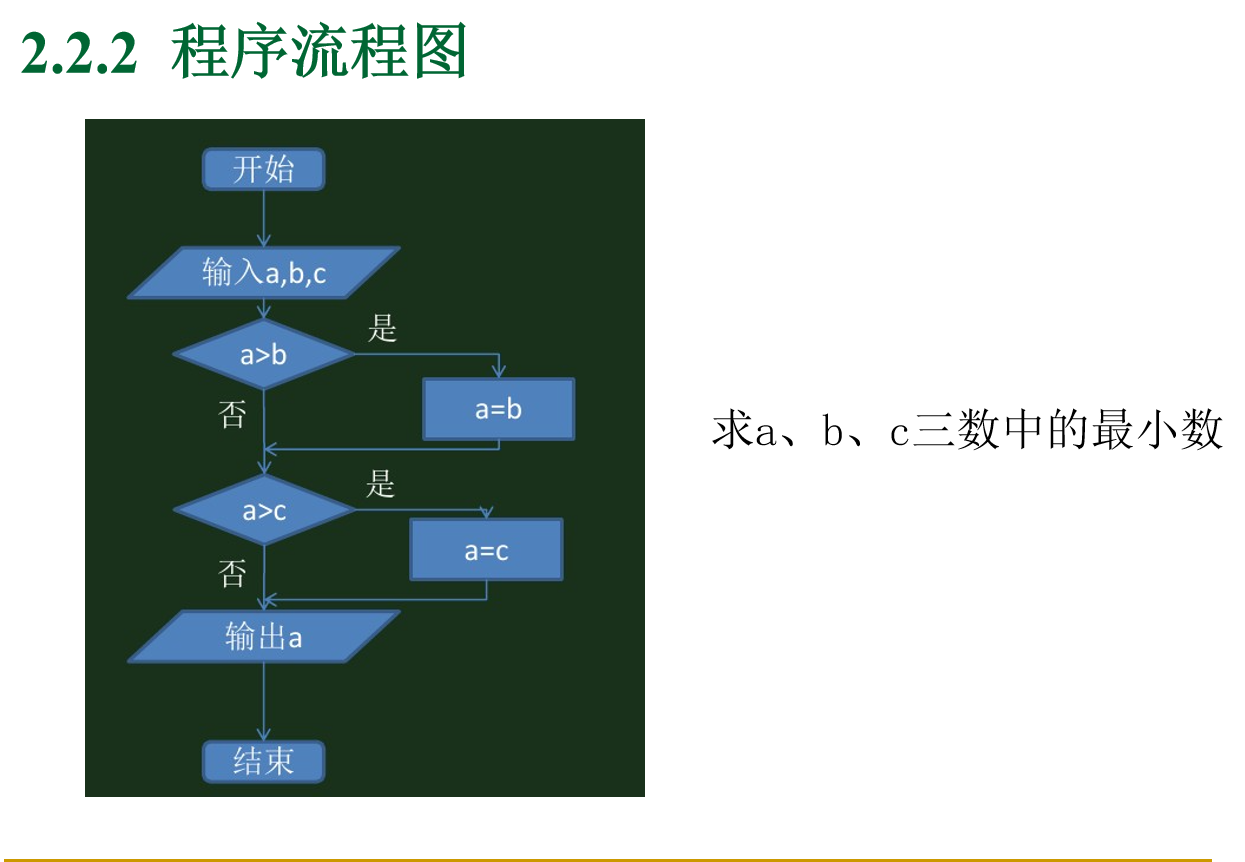 2.2.2 程序流程图
开始
输入a,b,c
a>b
是
a=b
否
a>c
是
a=c
否
输出a
结束
求a、b、c三数中的最小数